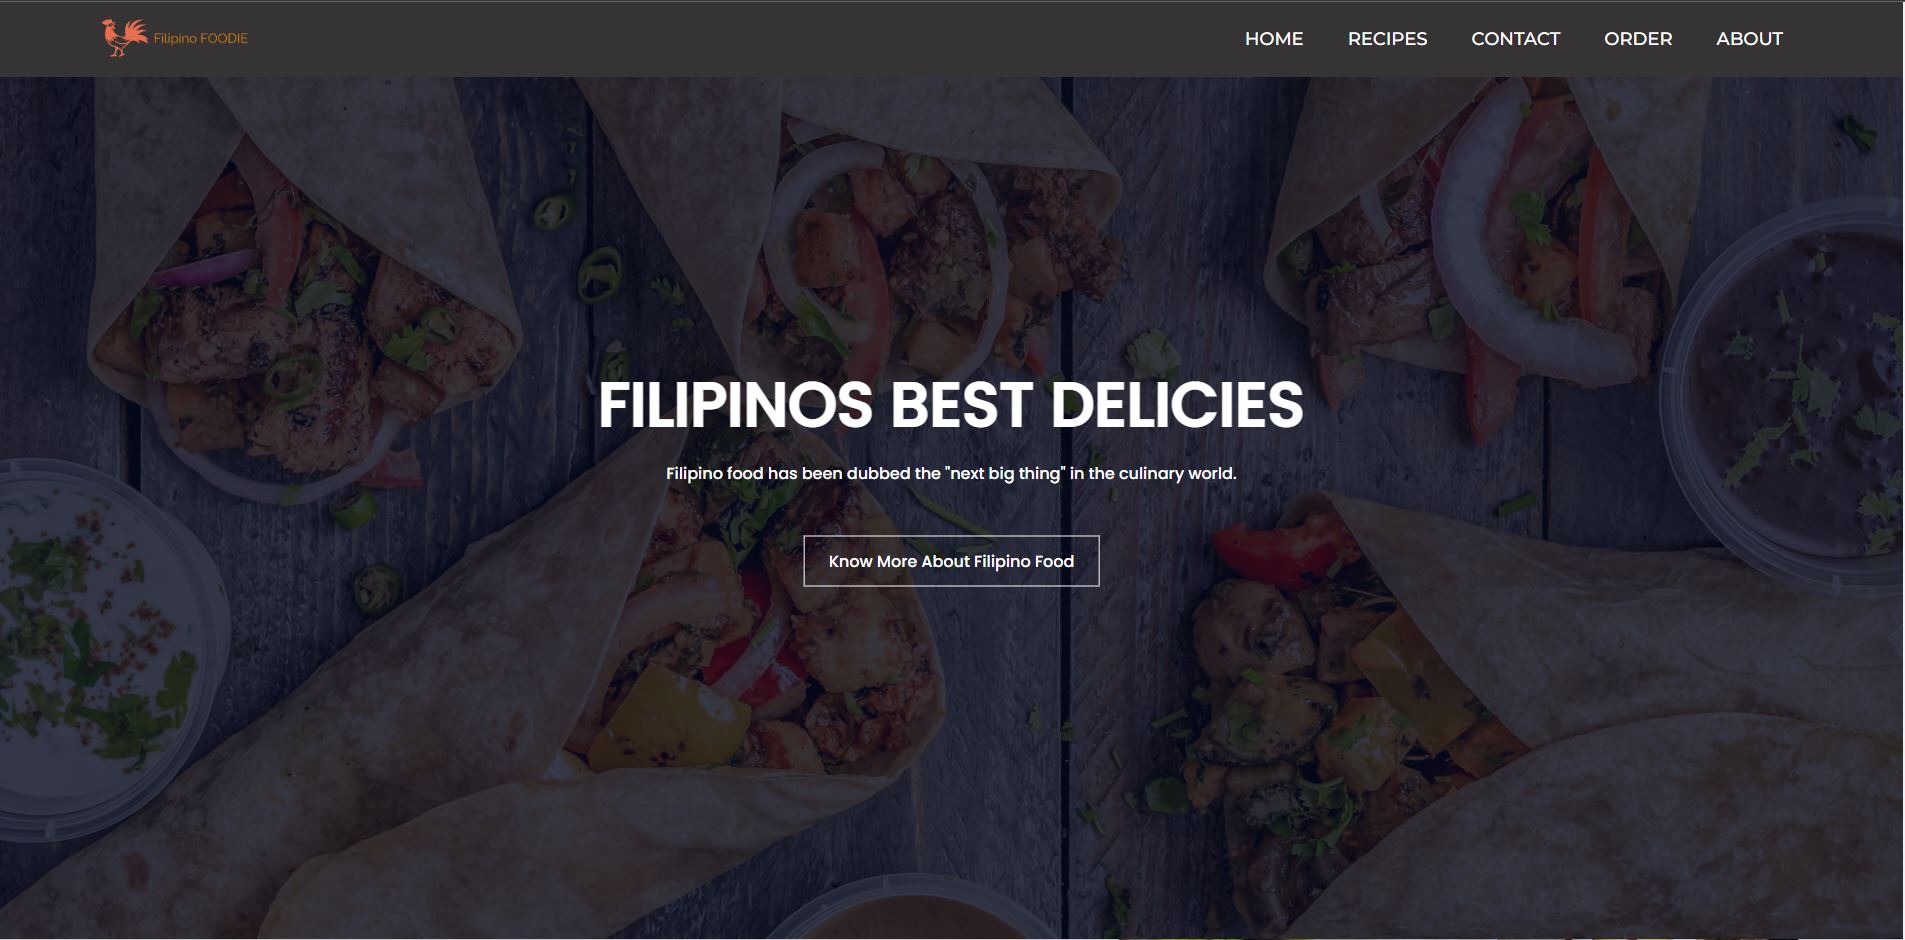 Filipino FOODIE
HOME RECIPES CONTACT ORDER ABOUT
FILIPINOS BEST DELICIES
Filipino food has been dubbed the "next big thing" in the culinary world.
Know More About Filipino Food